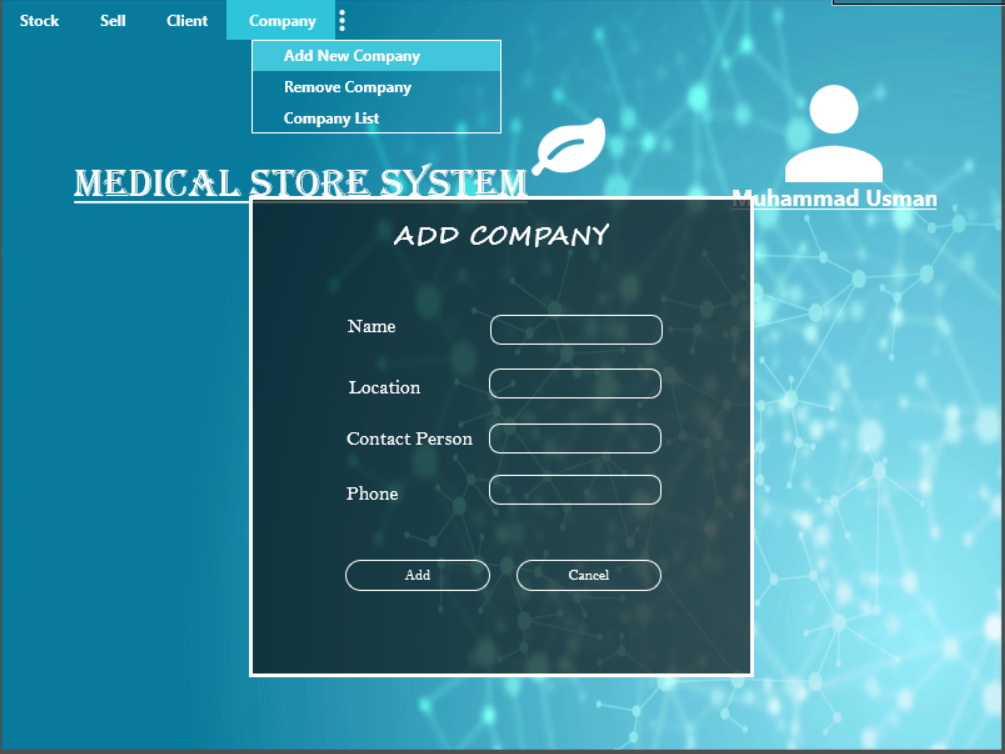 Stock Sell Client Company
Add New Company
Remove Company
Company List
MEDICAL STORE SYSTEM
Muhammad Usman
ADD COMPANY
Name
Location
Contact Person
Phone
Add Cancel